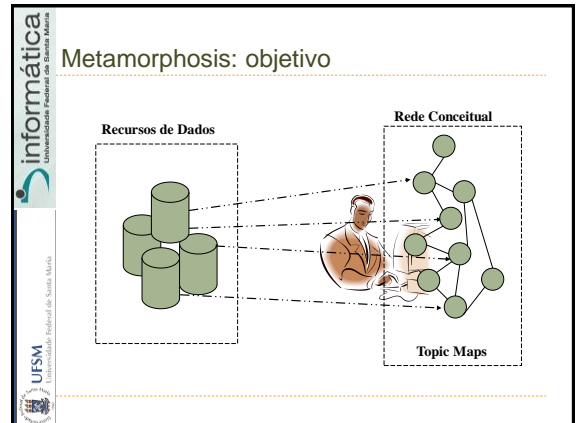 Metamorphosis: objetivo
Recursos de Dados
Rede Conceitual
Topic Maps
informática
Universidade Federal de Santa Maria
UFSM
Universidade Federal de Santa Maria